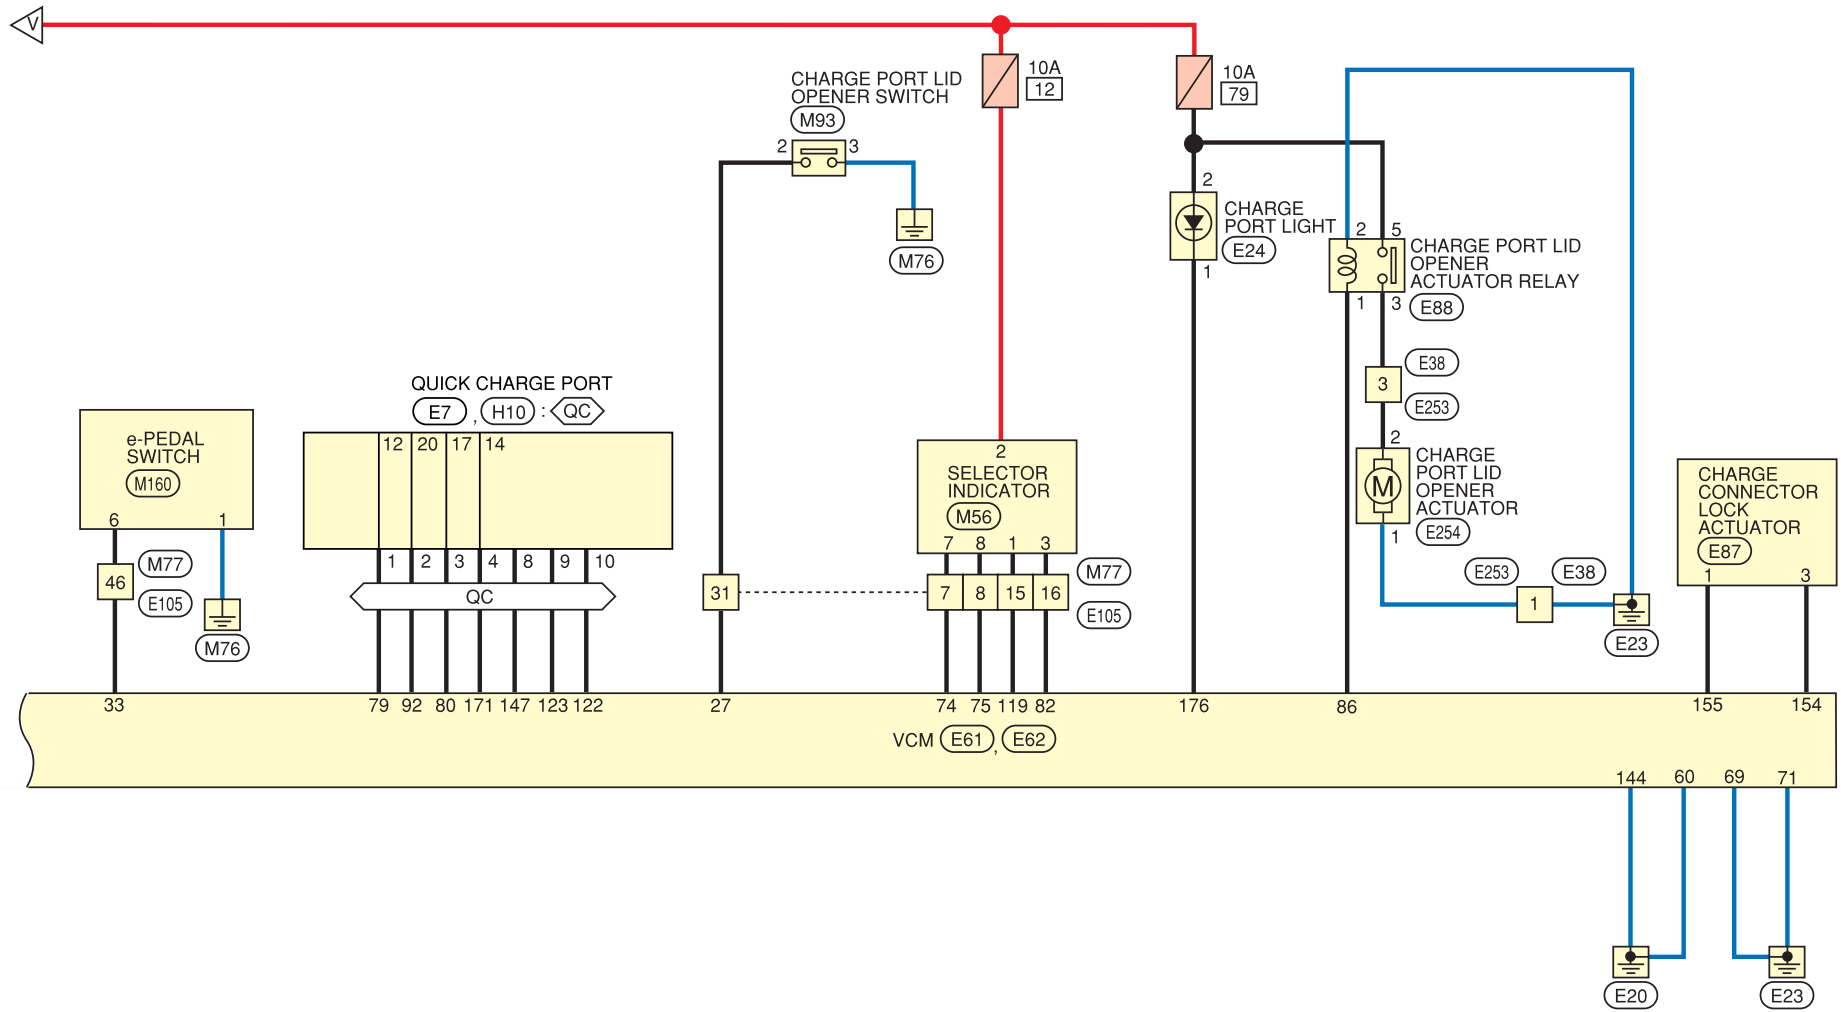 V
10A
12
10A
79
CHARGE PORT LID
OPENER SWITCH
M93
2
3
M76
2
CHARGE
PORT LIGHT
E24
1
2
5
CHARGE PORT LID
OPENER
ACTUATOR RELAY
E88
1
3
E38
3
E253
2
CHARGE
PORT LID
OPENER
ACTUATOR
E254
M
1
E253
E38
1
E23
QUICK CHARGE PORT
E7 , H10 : QC
12 20 17 14
1 2 3 4 8 9 10
QC
e-PEDAL
SWITCH
M160
6
1
M77
46
E105
M76
2
SELECTOR
INDICATOR
M56
7 8 1 3
M77
31
7 8 15 16
E105
CHARGE
CONNECTOR
LOCK
ACTUATOR
E87
1
3
33 79 92 80 171 147 123 122 27 74 75 119 82 176 86 155 154
VCM E61 , E62
144 60 69 71
E20
E23